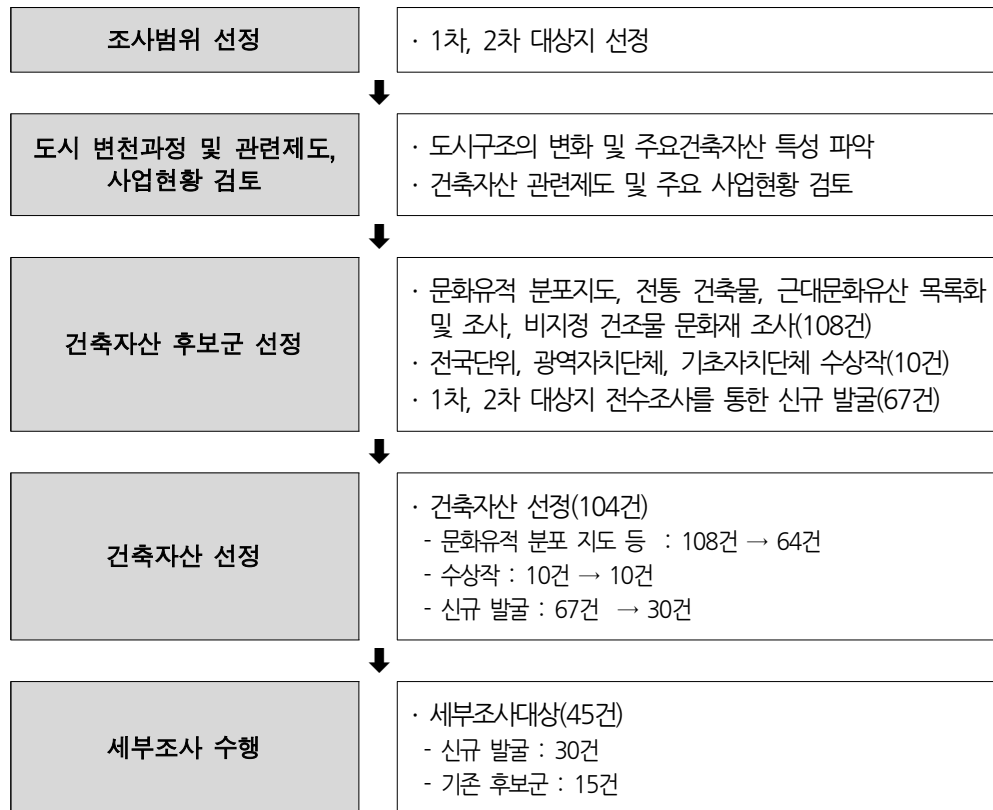 조사범위 선정
· 1차, 2차 대상지 선정
도시 변천과정 및 관련제도,
사업현황 검토
· 도시구조의 변화 및 주요건축자산 특성 파악
· 건축자산 관련제도 및 주요 사업현황 검토
건축자산 후보군 선정
· 문화유적 분포지도, 전통 건축물, 근대문화유산 목록화
및 조사, 비지정 건조물 문화재 조사(108건)
· 전국단위, 광역자치단체, 기초자치단체 수상작(10건)
· 1차, 2차 대상지 전수조사를 통한 신규 발굴(67건)
건축자산 선정
· 건축자산 선정(104건)
- 문화유적 분포 지도 등 : 108건 → 64건
- 수상작 : 10건 → 10건
- 신규 발굴 : 67건 → 30건
세부조사 수행
· 세부조사대상(45건)
- 신규 발굴 : 30건
- 기존 후보군 : 15건